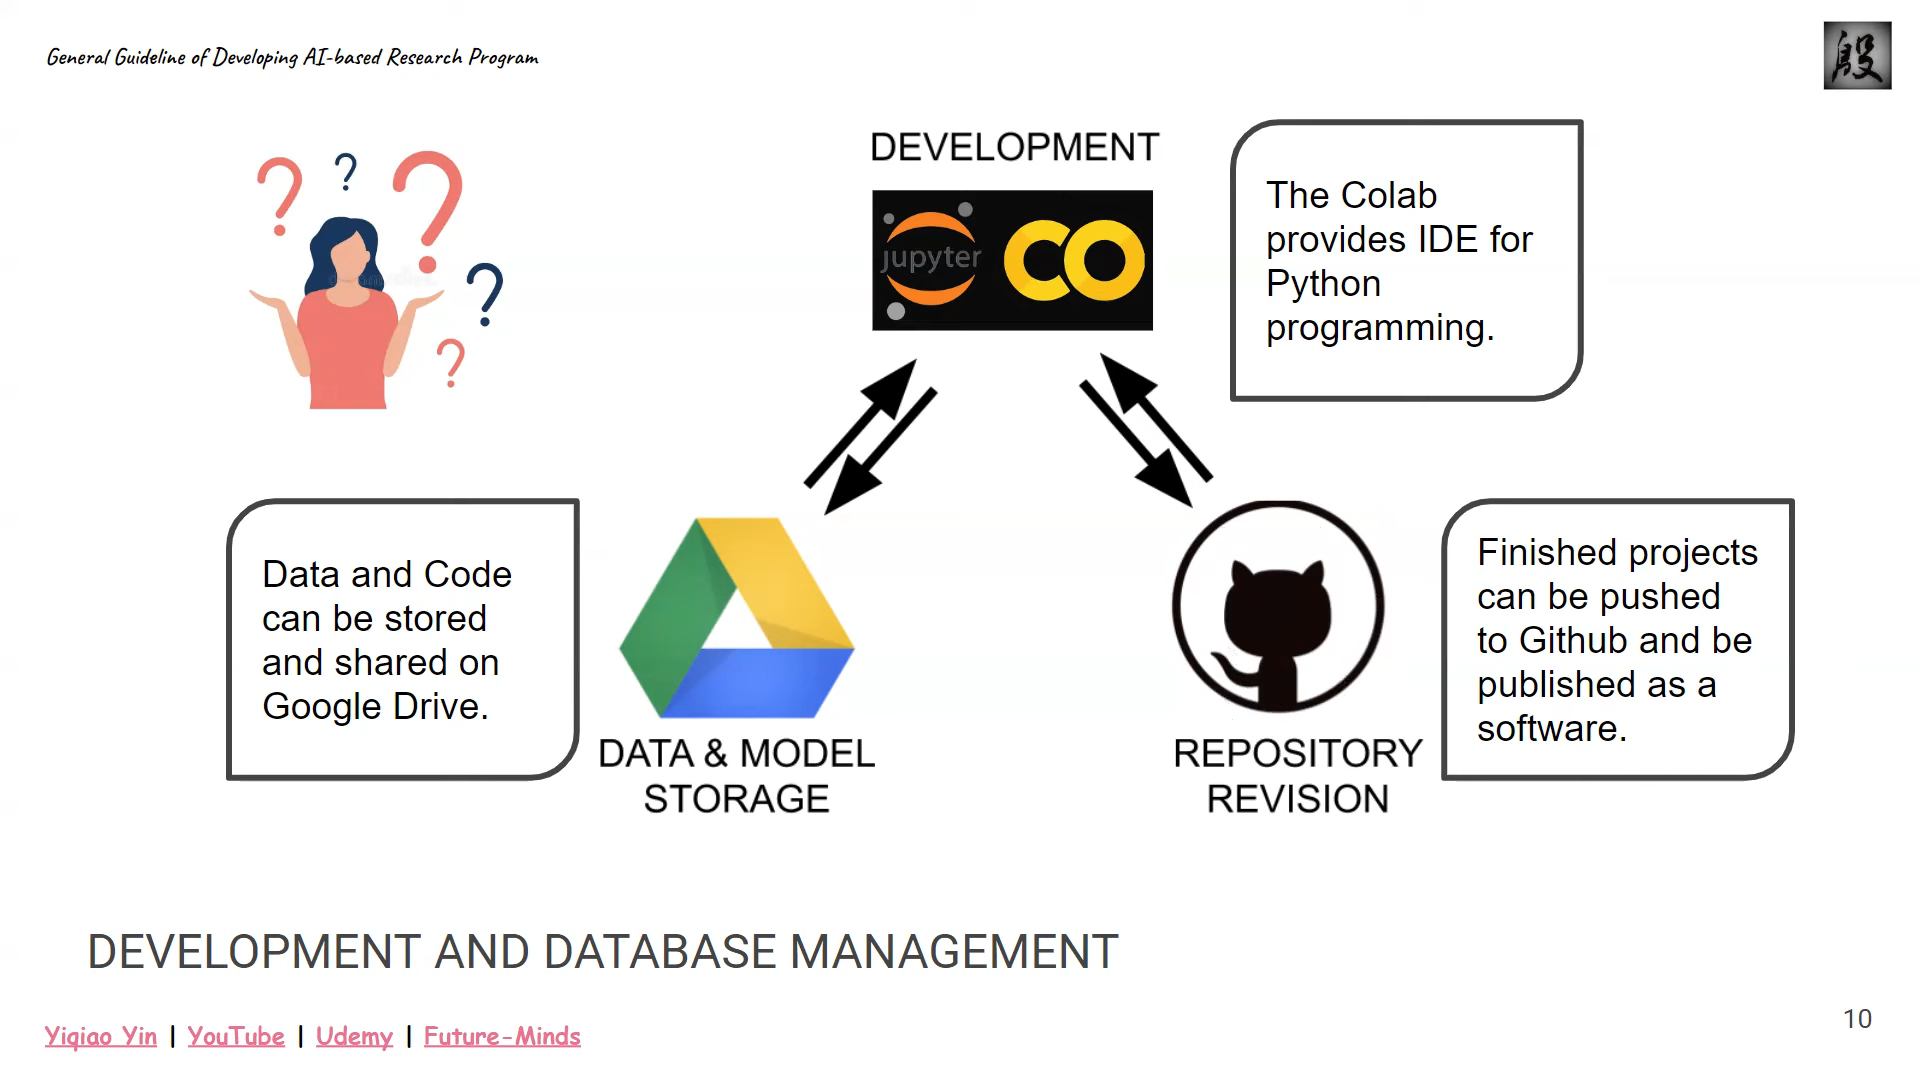 General Guideline of Developing AI-based Research Program
殷
DEVELOPMENT
jupyter
CO
The Colab
provides IDE for
Python
programming.
Data and Code
can be stored
and shared on
Google Drive.
DATA & MODEL
STORAGE
REPOSITORY
REVISION
Finished projects
can be pushed
to Github and be
published as a
software.
DEVELOPMENT AND DATABASE MANAGEMENT
Yiqiao Yin | YouTube | Udemy | Future-Minds
10